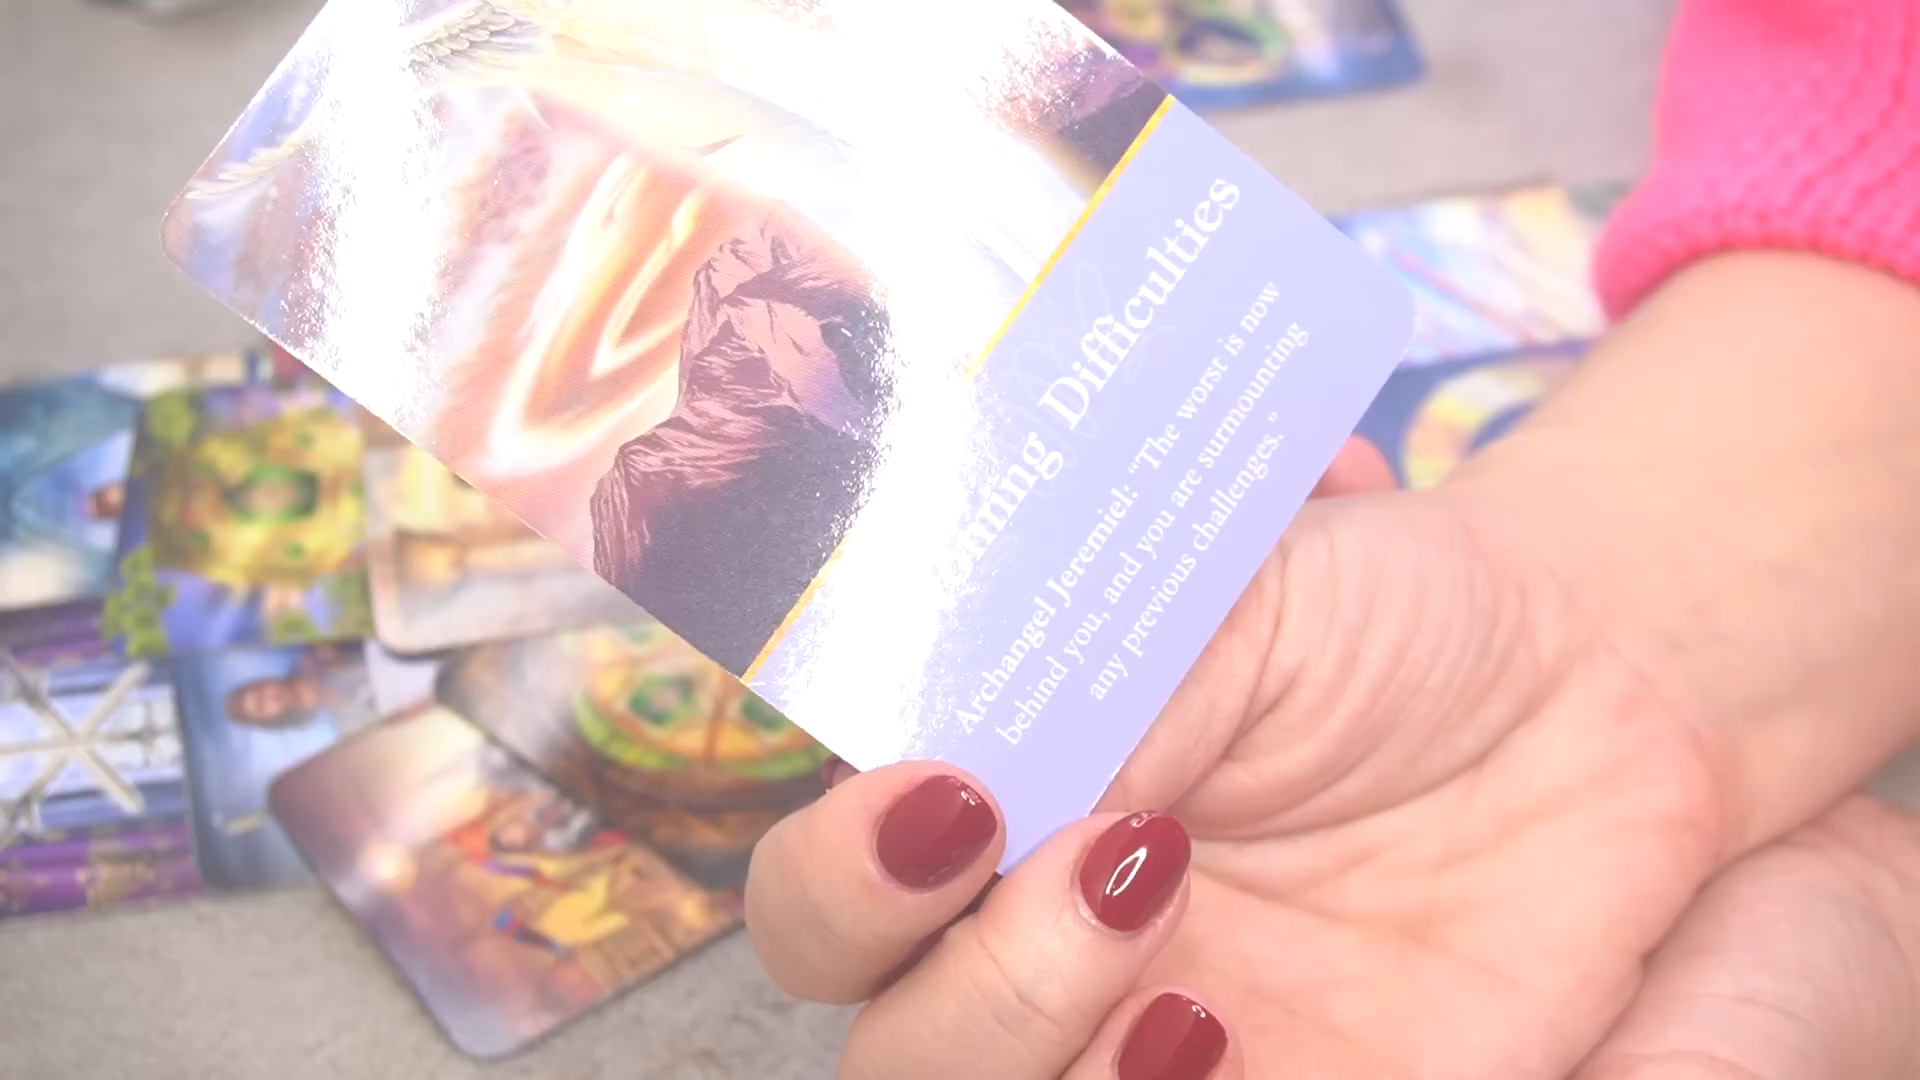 Difficulties
Archangel Jeremiel: “The worst is now
behind you, and you are surmounting
any previous challenges.”